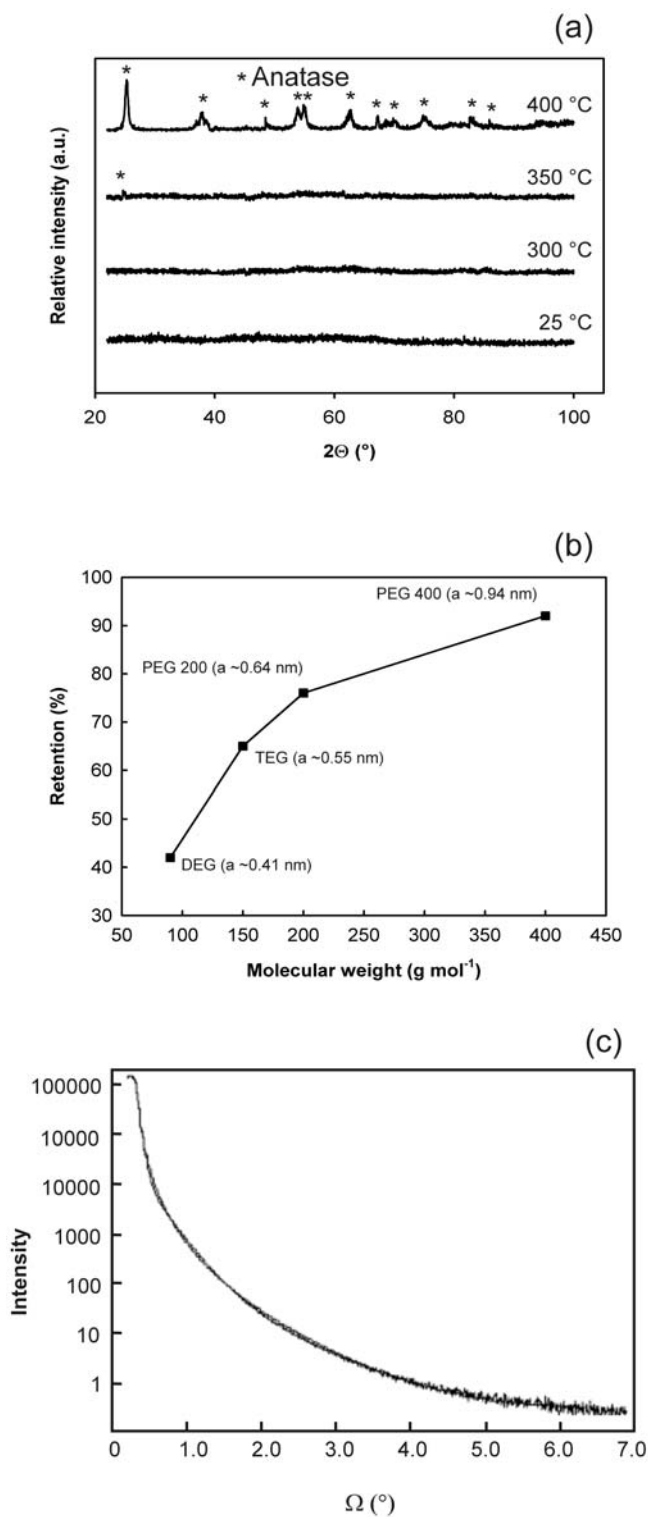 (a)
* Anatase
400 °C
350 °C
300 °C
25 °C
Relative intensity (a.u.)
20 40 60 80 100
2Θ (°)
(b)
100
90
80
70
60
50
40
30
Retention (%)
PEG 400 (a ~0.94 nm)
PEG 200 (a ~0.64 nm)
TEG (a ~0.55 nm)
DEG (a ~0.41 nm)
50 100 150 200 250 300 350 400 450
Molecular weight (g mol⁻¹)
(c)
100000
10000
10000
1000
100
10
1
Intensity
0 1.0 2.0 3.0 4.0 5.0 6.0 7.0
Ω (°)